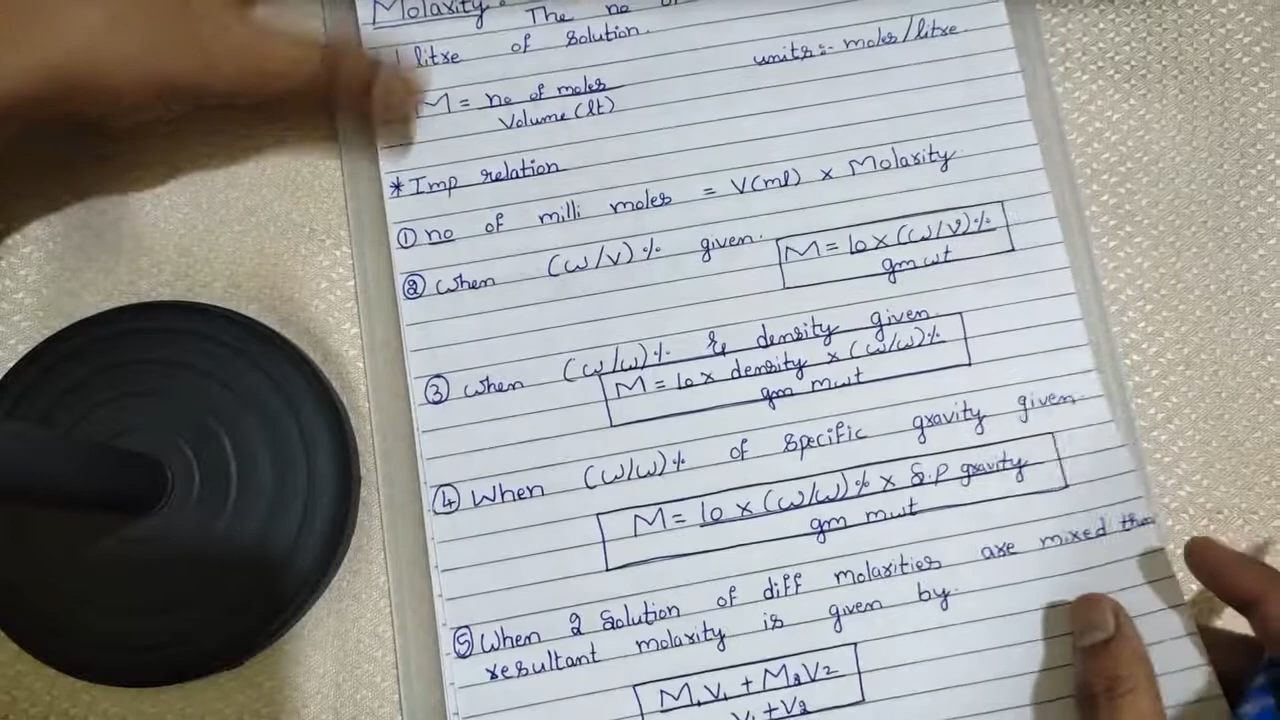 Molarity: The no
1 litre of solution. units:- moles/litre
M = no of moles / Volume (lt)
* Imp relation
① no of milli moles = V(ml) × Molarity
② when (w/v)% given. M = 10 × (w/v)% / gm wt
③ when (w/w)% & density given.
M = 10 × density × (w/w)% / gm mwt
④ When (w/w)% of specific gravity given
M = 10 × (w/w)% × S.P gravity / gm mwt
⑤ When 2 solution of diff molarities are mixed the
resultant molarity is given by.
M₁V₁ + M₂V₂ / V₁+V₂